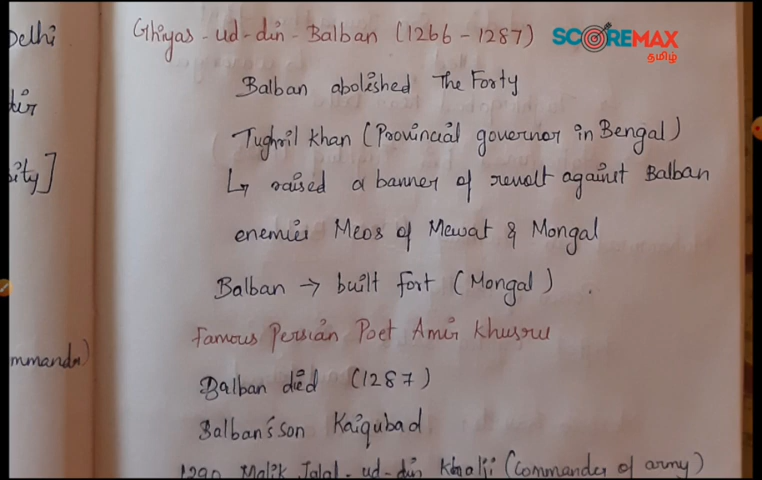 Delhi
Ghiyas-ud-din-Balban (1266-1287)
SCOREMAX
தமிழ்
Balban abolished The Forty
Tughril Khan (Provincial governor in Bengal)
↳ raised a banner of revolt against Balban
enemies Meos of Mewat & Mongal
Balban → built fort (Mongal)
famous Persian Poet Amir Khusru
Balban died (1287)
Balban's son Kaiqubad
1290 Malik Jalal-ud-din Khalji (Commander of army)